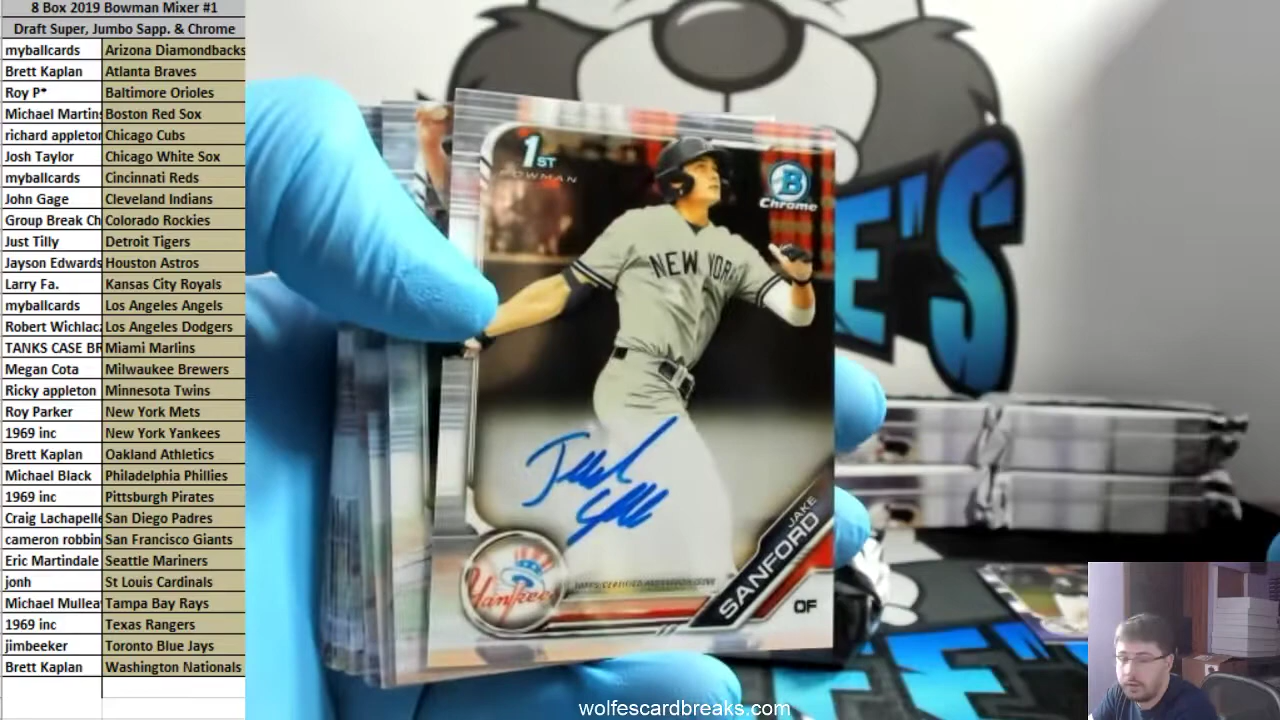 8 Box 2019 Bowman Mixer #1
Draft Super, Jumbo Sapp. & Chrome
myballcards Arizona Diamondbacks
Brett Kaplan Atlanta Braves
Roy P* Baltimore Orioles
Michael Martins Boston Red Sox
richard appleton Chicago Cubs
Josh Taylor Chicago White Sox
myballcards Cincinnati Reds
John Gage Cleveland Indians
Group Break Ch Colorado Rockies
Just Tilly Detroit Tigers
Jayson Edwards Houston Astros
Larry Fa. Kansas City Royals
myballcards Los Angeles Angels
Robert Wichlac Los Angeles Dodgers
TANKS CASE BR Miami Marlins
Megan Cota Milwaukee Brewers
Ricky appleton Minnesota Twins
Roy Parker New York Mets
1969 inc New York Yankees
Brett Kaplan Oakland Athletics
Michael Black Philadelphia Phillies
1969 inc Pittsburgh Pirates
Craig Lachapelle San Diego Padres
cameron robbin San Francisco Giants
Eric Martindale Seattle Mariners
jonh St Louis Cardinals
Michael Mullea Tampa Bay Rays
1969 inc Texas Rangers
jimbeeker Toronto Blue Jays
Brett Kaplan Washington Nationals
1ST
BOWMAN
B
Chrome
NEW YOR
Yankees
TOPPS CERTIFIED AUTOGRAPH ISSUE
JAKE
SANFORD
OF
E'S
wolfescardbreaks.com